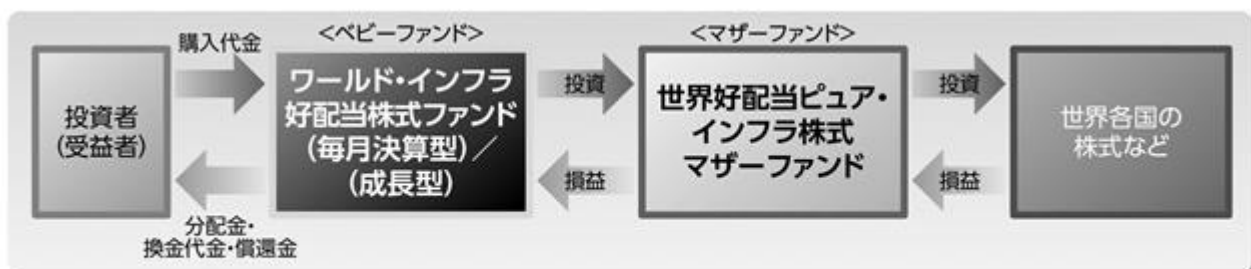 投資者
(受益者)
購入代金
分配金・
換金代金・償還金
<ベビーファンド>
ワールド・インフラ
好配当株式ファンド
(毎月決算型)／
(成長型)
投資
損益
<マザーファンド>
世界好配当ピュア・
インフラ株式
マザーファンド
投資
損益
世界各国の
株式など